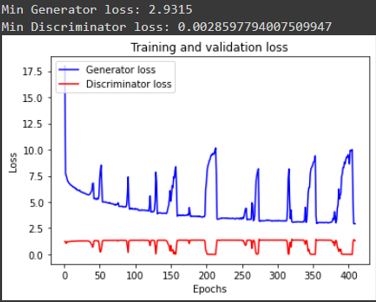 Min Generator loss: 2.9315
Min Discriminator loss: 0.0028597794007509947
Training and validation loss
Generator loss
Discriminator loss
17.5
15.0
12.5
10.0
7.5
5.0
2.5
0.0
Loss
0 50 100 150 200 250 300 350 400
Epochs